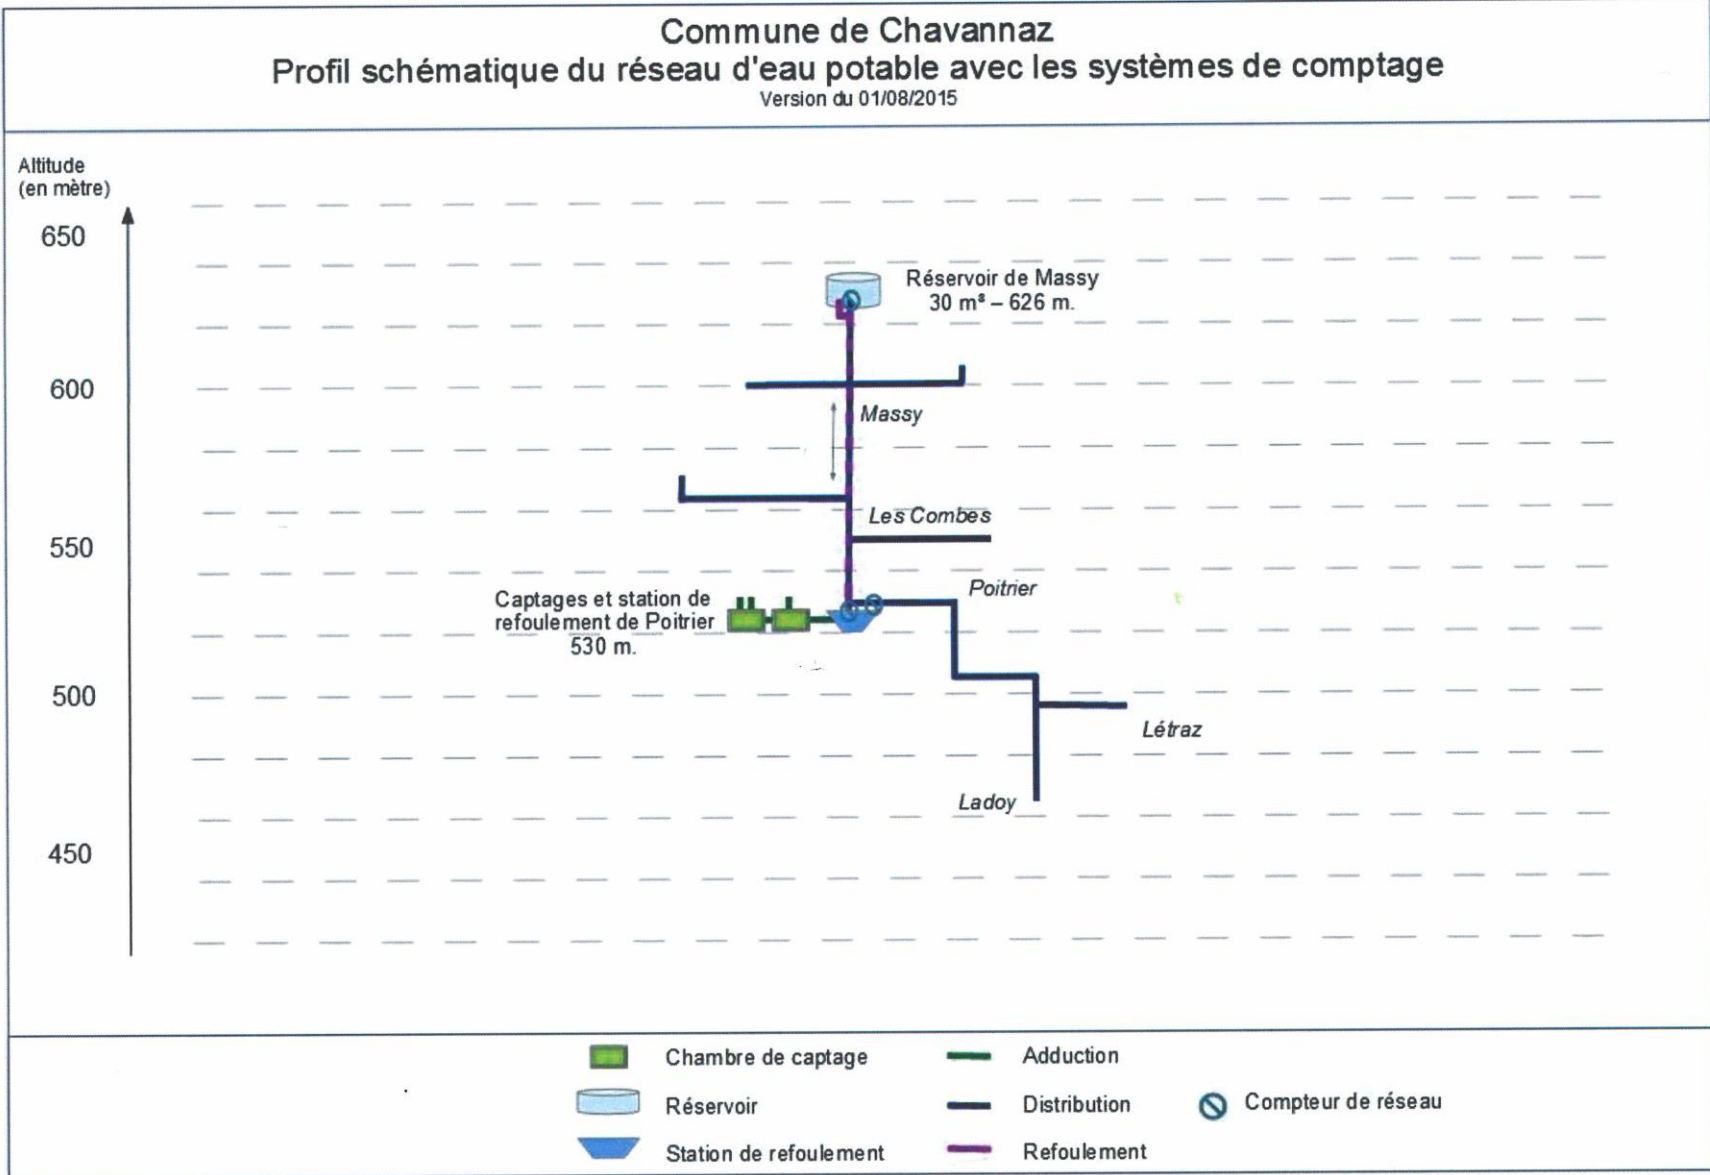 Commune de Chavannaz
Profil schématique du réseau d'eau potable avec les systèmes de comptage
Version du 01/08/2015
Altitude
(en mètre)
650
600
550
500
450
Réservoir de Massy
30 m³ – 626 m.
Massy
Les Combes
Poitrier
Captages et station de
refoulement de Poitrier
530 m.
Létraz
Ladoy
Chambre de captage
Adduction
Réservoir
Distribution
Compteur de réseau
Station de refoulement
Refoulement